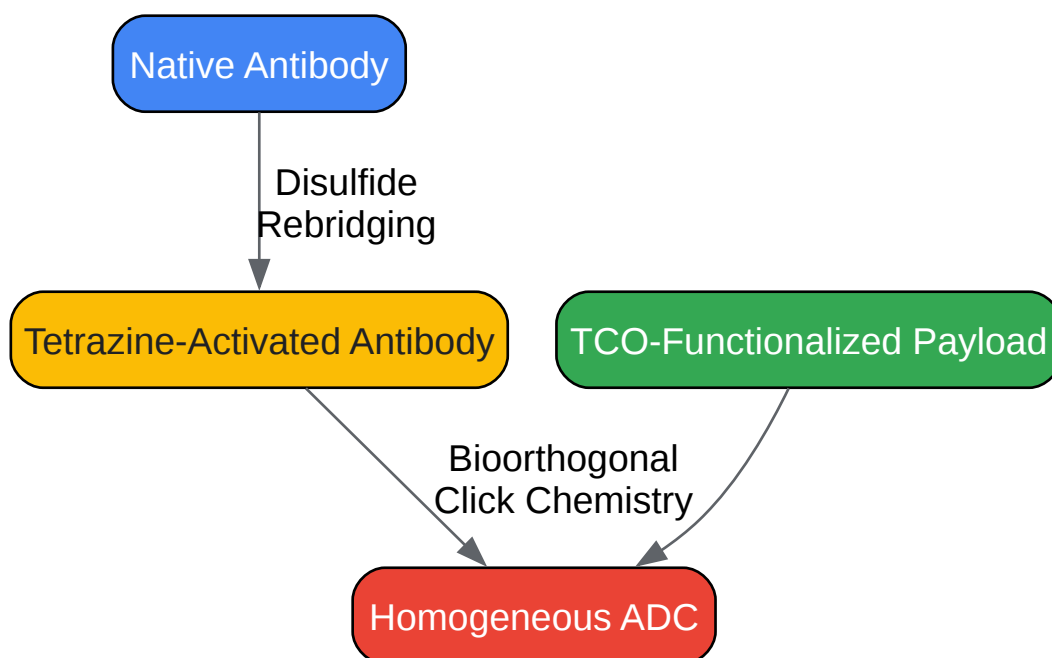 Native Antibody
Disulfide
Rebridging
Tetrazine-Activated Antibody
TCO-Functionalized Payload
Bioorthogonal
Click Chemistry
Homogeneous ADC